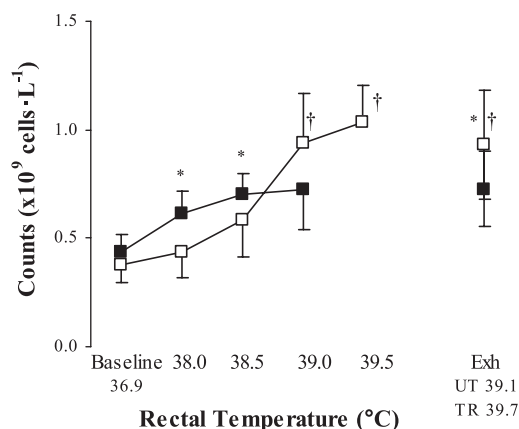 1.5
1.0
0.5
0.0
Counts (x10⁹ cells·L⁻¹)
* * † † * †
Baseline 38.0 38.5 39.0 39.5 Exh
36.9 UT 39.1
TR 39.7
Rectal Temperature (°C)